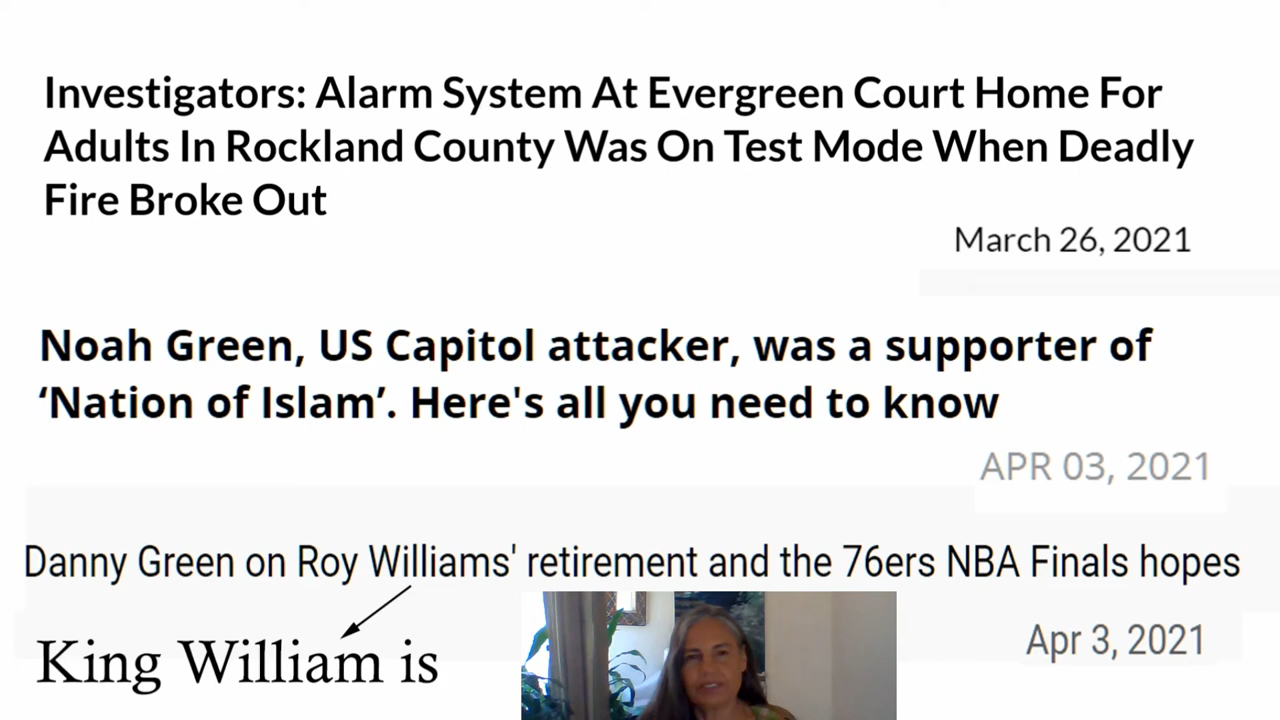 Investigators: Alarm System At Evergreen Court Home For
Adults In Rockland County Was On Test Mode When Deadly
Fire Broke Out
March 26, 2021
Noah Green, US Capitol attacker, was a supporter of
‘Nation of Islam’. Here's all you need to know
APR 03, 2021
Danny Green on Roy Williams' retirement and the 76ers NBA Finals hopes
Apr 3, 2021
King William is